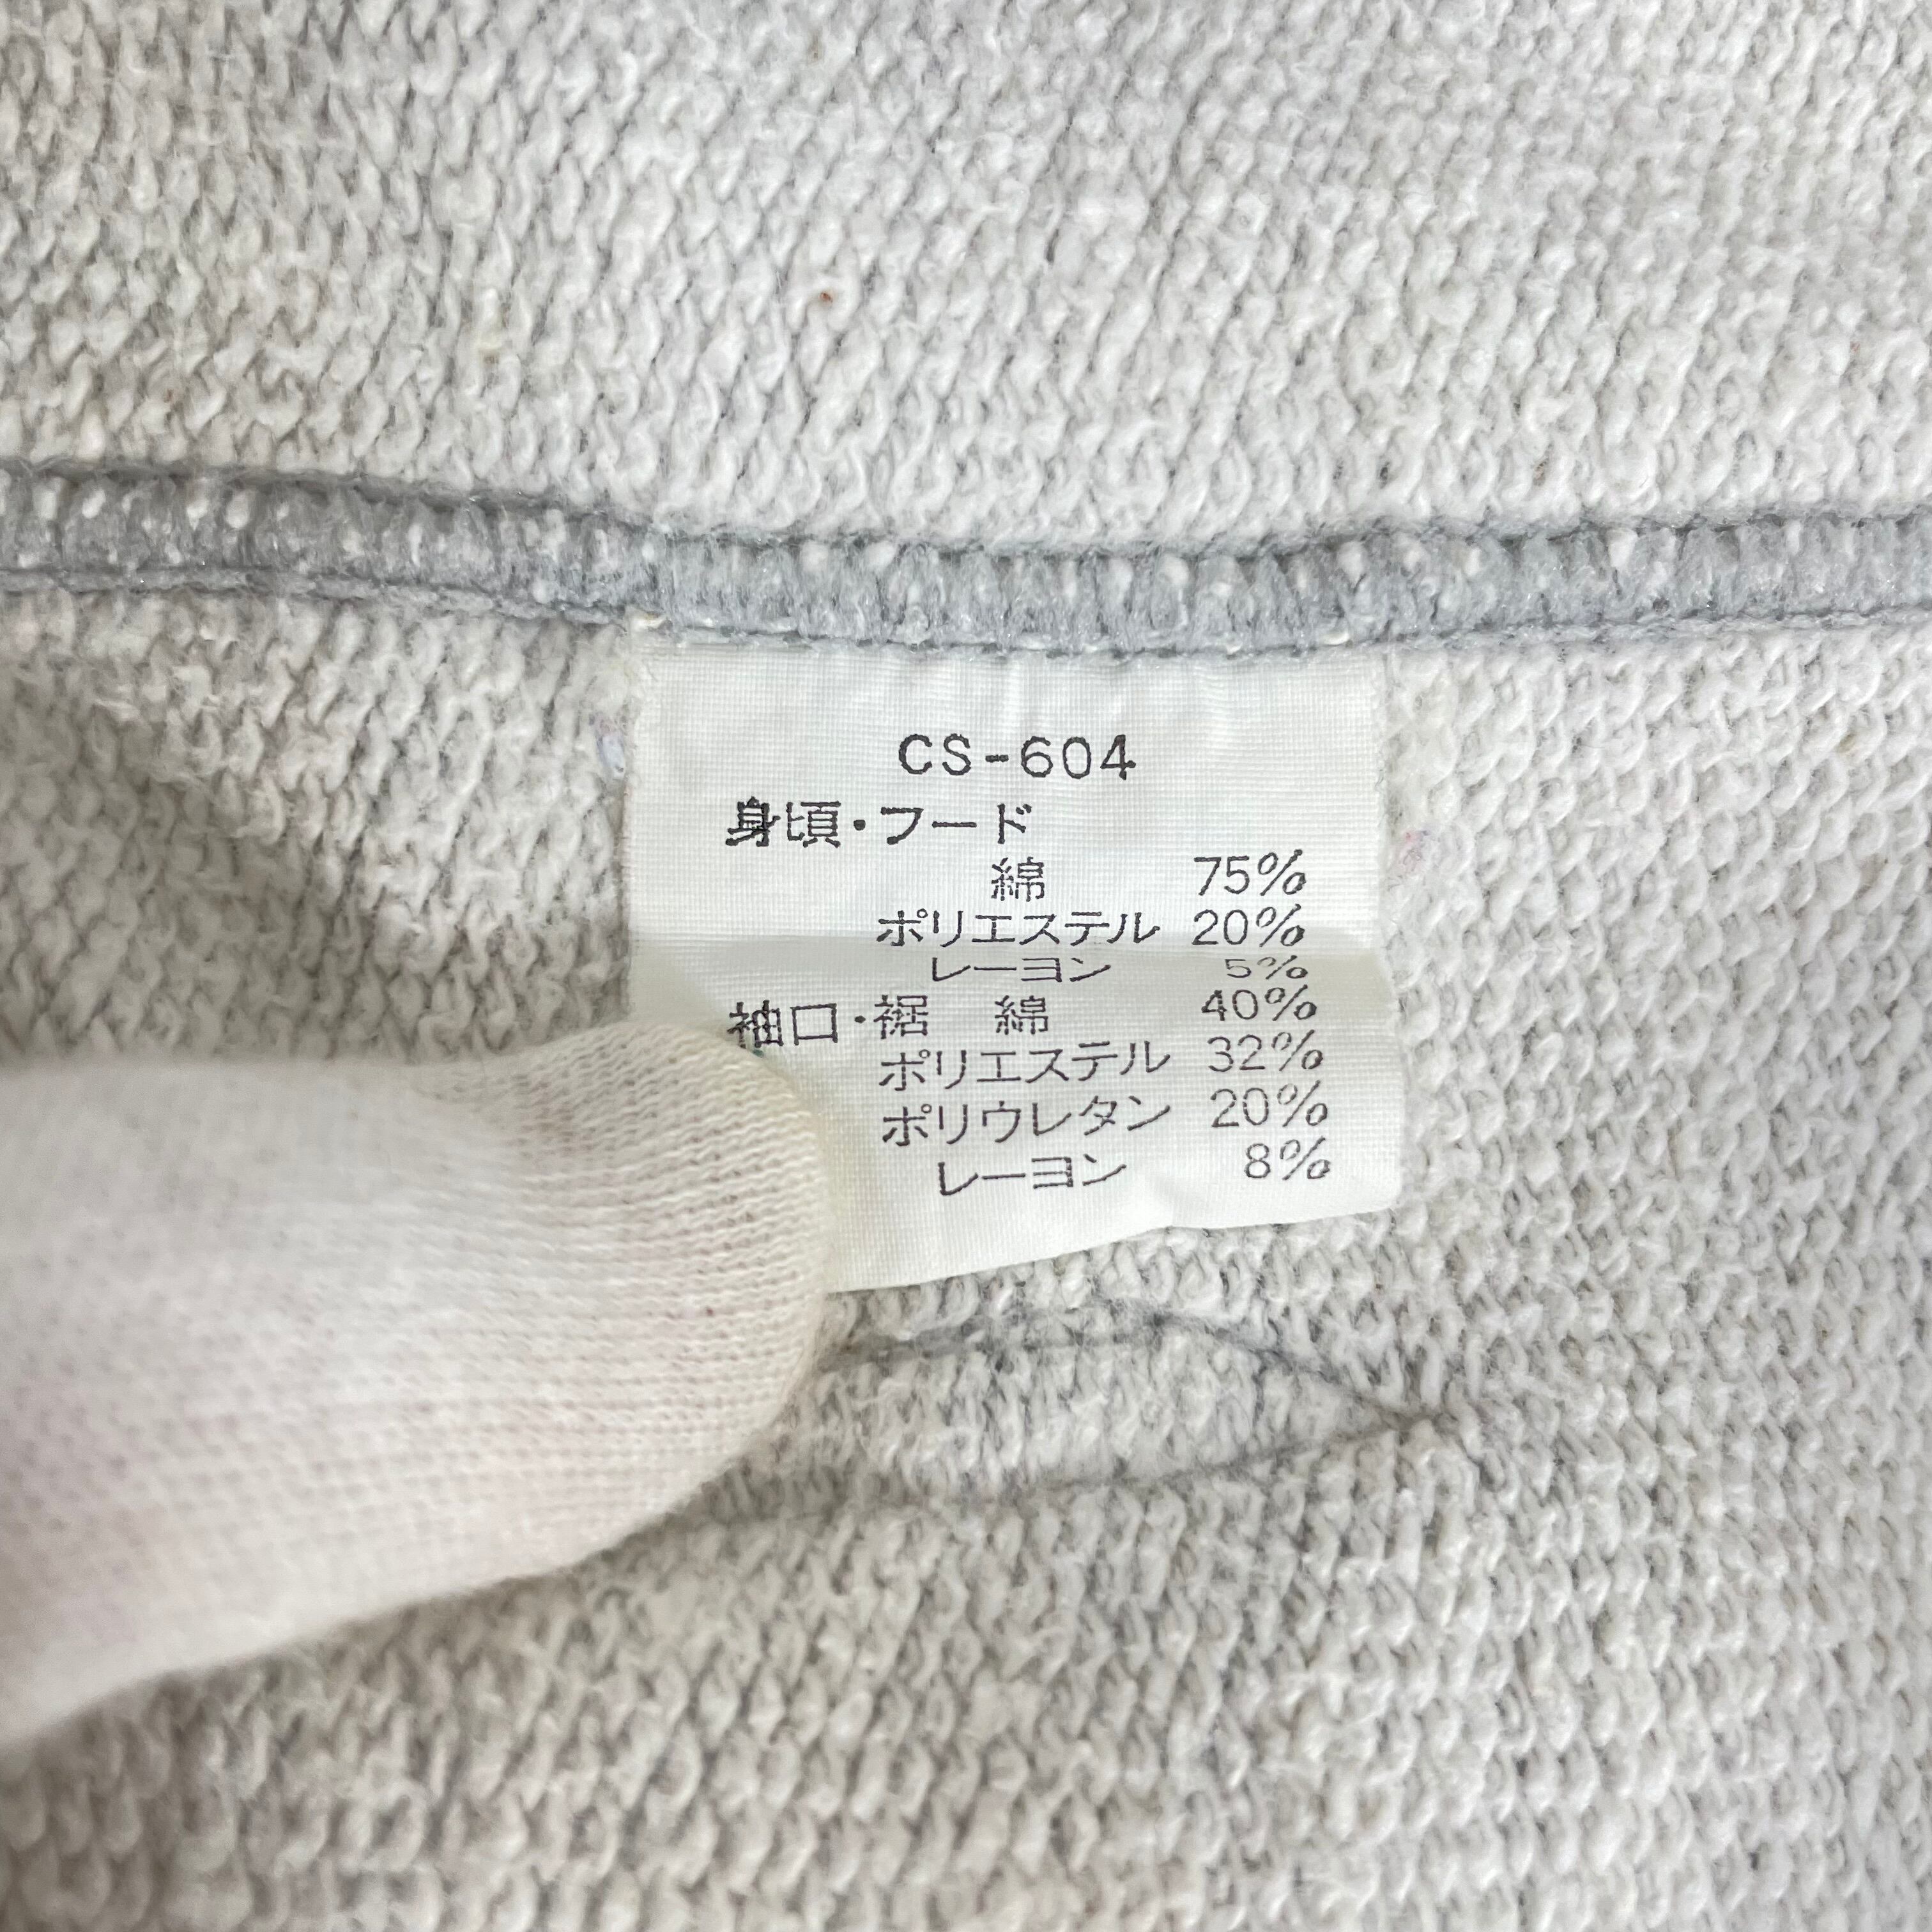 CS-604
身頃・フード
綿 75%
ポリエステル 20%
レーヨン 5%
袖口・裾 綿 40%
ポリエステル 32%
ポリウレタン 20%
レーヨン 8%